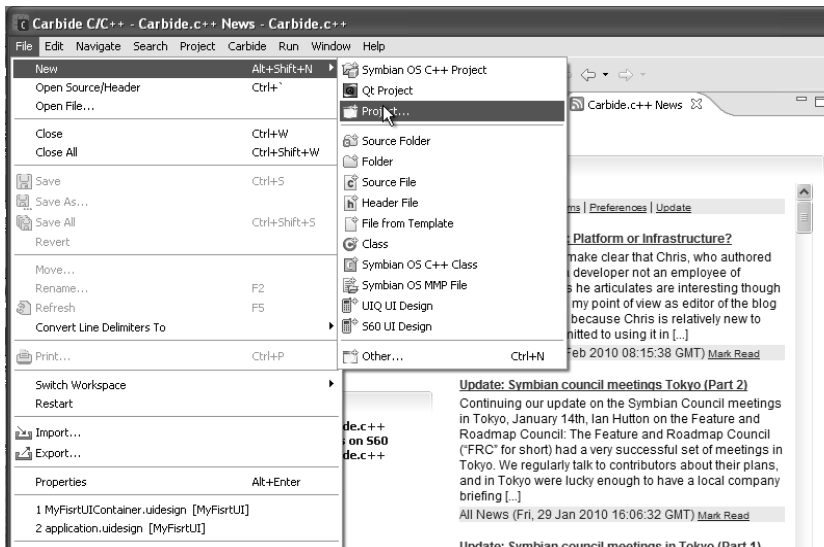 Carbide C/C++ - Carbide.c++ News - Carbide.c++
File Edit Navigate Search Project Carbide Run Window Help
New Alt+Shift+N
Open Source/Header Ctrl+`
Open File...
Close Ctrl+W
Close All Ctrl+Shift+W
Save Ctrl+S
Save As...
Save All Ctrl+Shift+S
Revert
Move...
Rename... F2
Refresh F5
Convert Line Delimiters To
Print... Ctrl+P
Switch Workspace
Restart
Import...
Export...
Properties Alt+Enter
1 MyFisrtUIContainer.uidesign [MyFisrtUI]
2 application.uidesign [MyFisrtUI]
Symbian OS C++ Project
Qt Project
Project...
Source Folder
Folder
Source File
Header File
File from Template
Class
Symbian OS C++ Class
Symbian OS MMP File
UIQ UI Design
S60 UI Design
Other... Ctrl+N
Carbide.c++ News
ms | Preferences | Update
: Platform or Infrastructure?
make clear that Chris, who authored
developer not an employee of
s he articulates are interesting though
my point of view as editor of the blog
because Chris is relatively new to
mitted to using it in [...]
Feb 2010 08:15:38 GMT) Mark Read
Update: Symbian council meetings Tokyo (Part 2)
Continuing our update on the Symbian Council meetings
in Tokyo, January 14th, Ian Hutton on the Feature and
Roadmap Council: The Feature and Roadmap Council
("FRC" for short) had a very successful set of meetings in
Tokyo. We regularly talk to contributors about their plans,
and in Tokyo were lucky enough to have a local company
briefing [...]
All News (Fri, 29 Jan 2010 16:06:32 GMT) Mark Read
Update: Symbian council meetings in Tokyo (Part 1)
de.c++
s on S60
de.c++